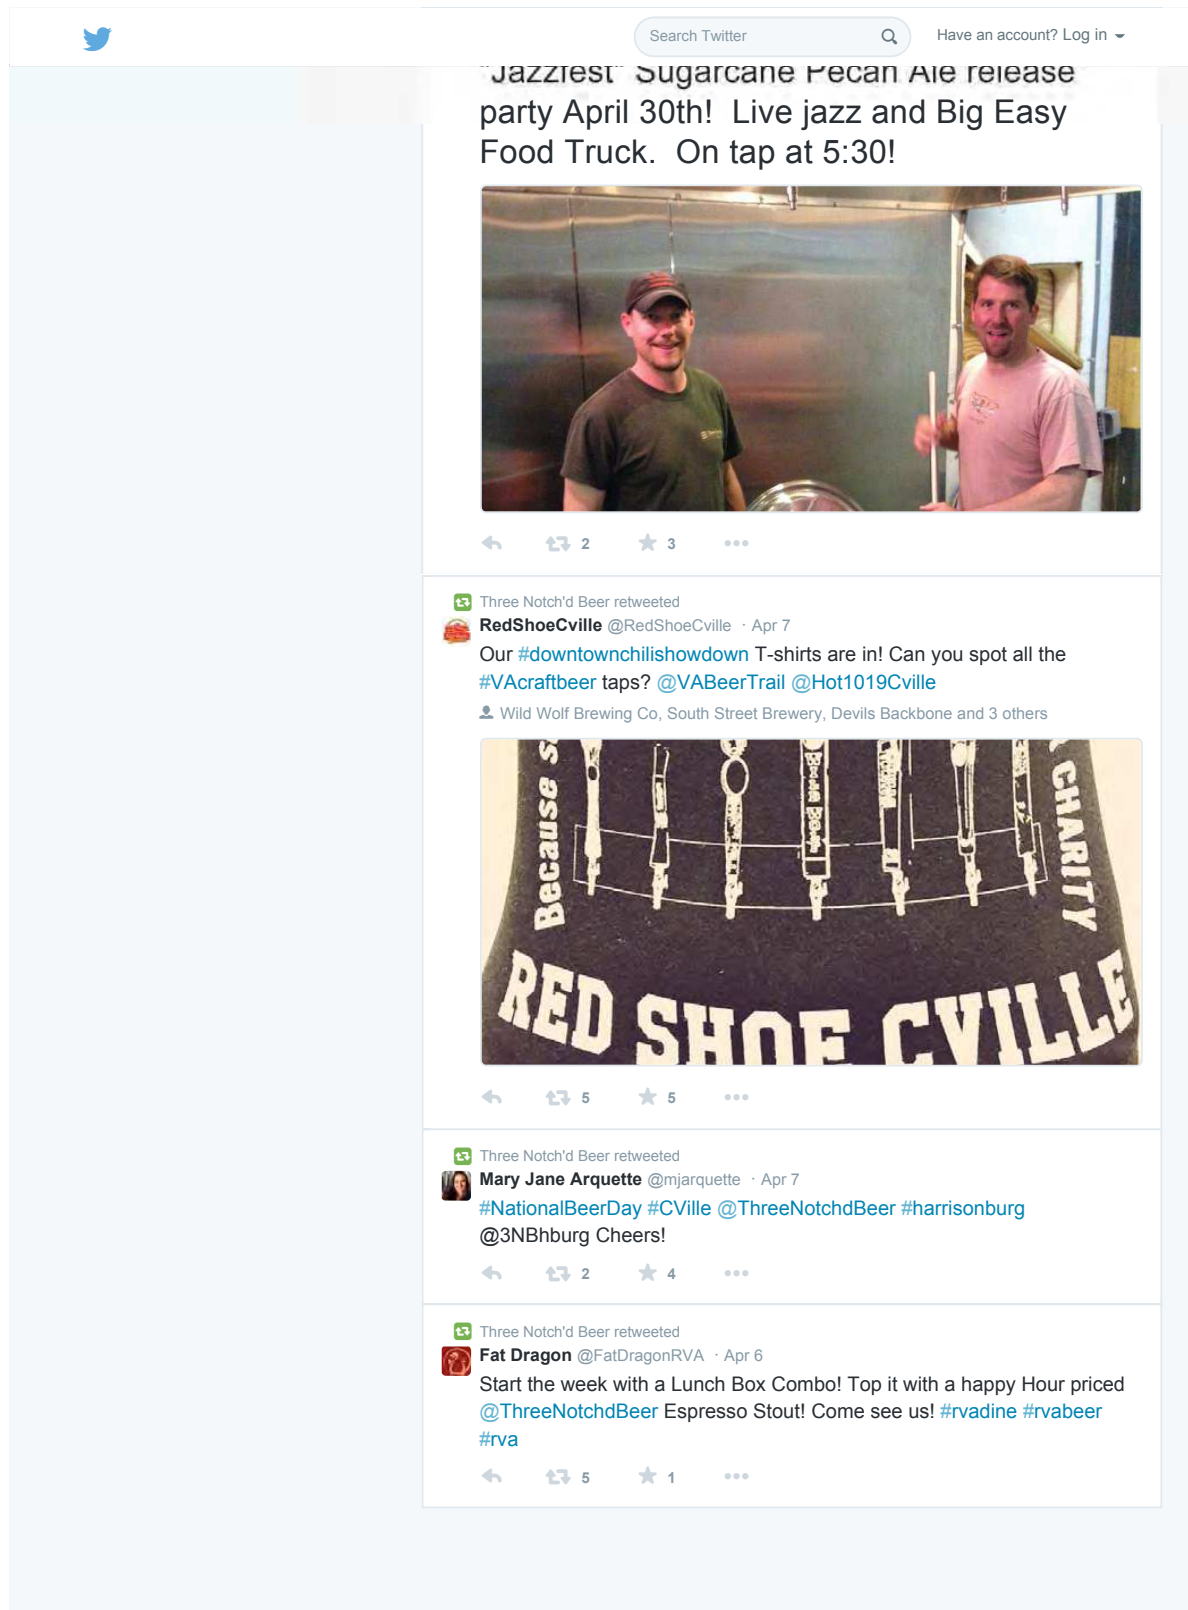 Search Twitter
Have an account? Log in
"Jazzfest" Sugarcane Pecan Ale release
party April 30th!  Live jazz and Big Easy
Food Truck.  On tap at 5:30!
2 3
Three Notch'd Beer retweeted
RedShoeCville @RedShoeCville · Apr 7
Our #downtownchilishowdown T-shirts are in! Can you spot all the
#VAcraftbeer taps? @VABeerTrail @Hot1019Cville
Wild Wolf Brewing Co, South Street Brewery, Devils Backbone and 3 others
Because
WILD WOLF
CHARITY
RED SHOE CVILLE
5 5
Three Notch'd Beer retweeted
Mary Jane Arquette @mjarquette · Apr 7
#NationalBeerDay #CVille @ThreeNotchdBeer #harrisonburg
@3NBhburg Cheers!
2 4
Three Notch'd Beer retweeted
Fat Dragon @FatDragonRVA · Apr 6
Start the week with a Lunch Box Combo! Top it with a happy Hour priced
@ThreeNotchdBeer Espresso Stout! Come see us! #rvadine #rvabeer
#rva
5 1